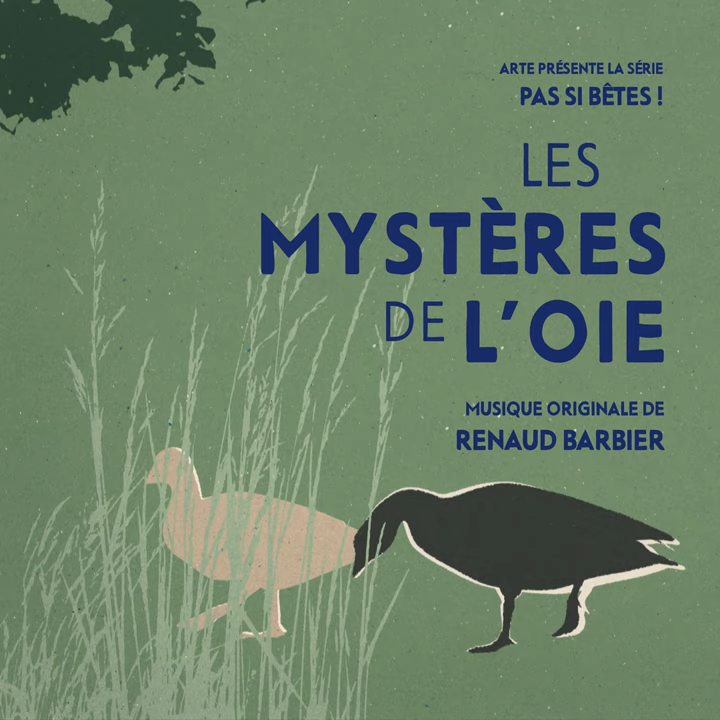 ARTE PRÉSENTE LA SÉRIE
PAS SI BÊTES !
LES
MYSTÈRES
DE L'OIE
MUSIQUE ORIGINALE DE
RENAUD BARBIER